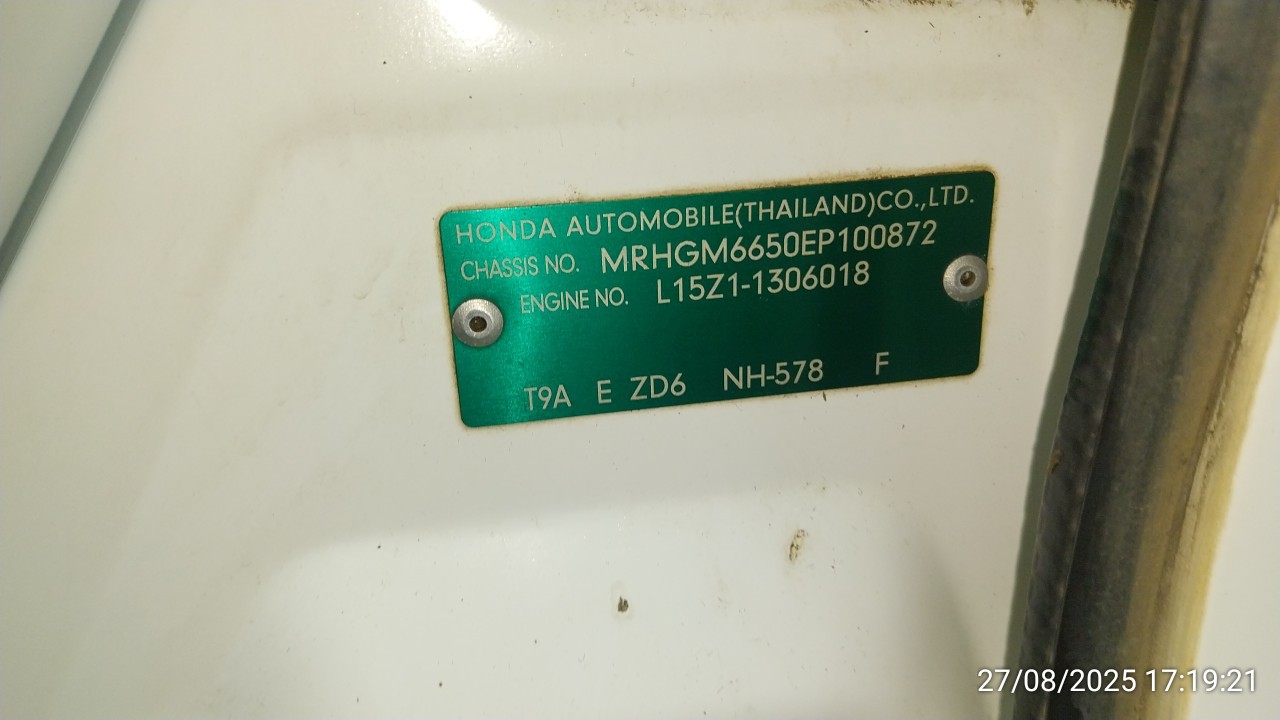 HONDA AUTOMOBILE(THAILAND)CO.,LTD.
CHASSIS NO. MRHGM6650EP100872
ENGINE NO. L15Z1-1306018
T9A E ZD6 NH-578 F
27/08/2025 17:19:21